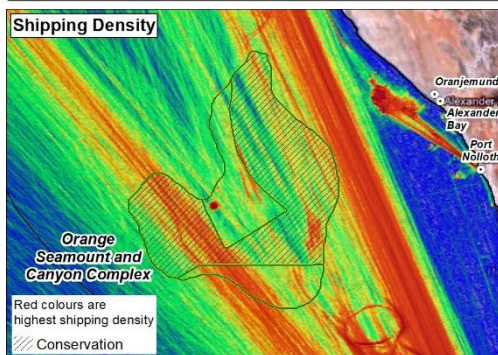 Shipping Density
Oranjemund
Alexander
Alexander
Bay
Port
Nolloth
Orange
Seamount and
Canyon Complex
Red colours are
highest shipping density
Conservation